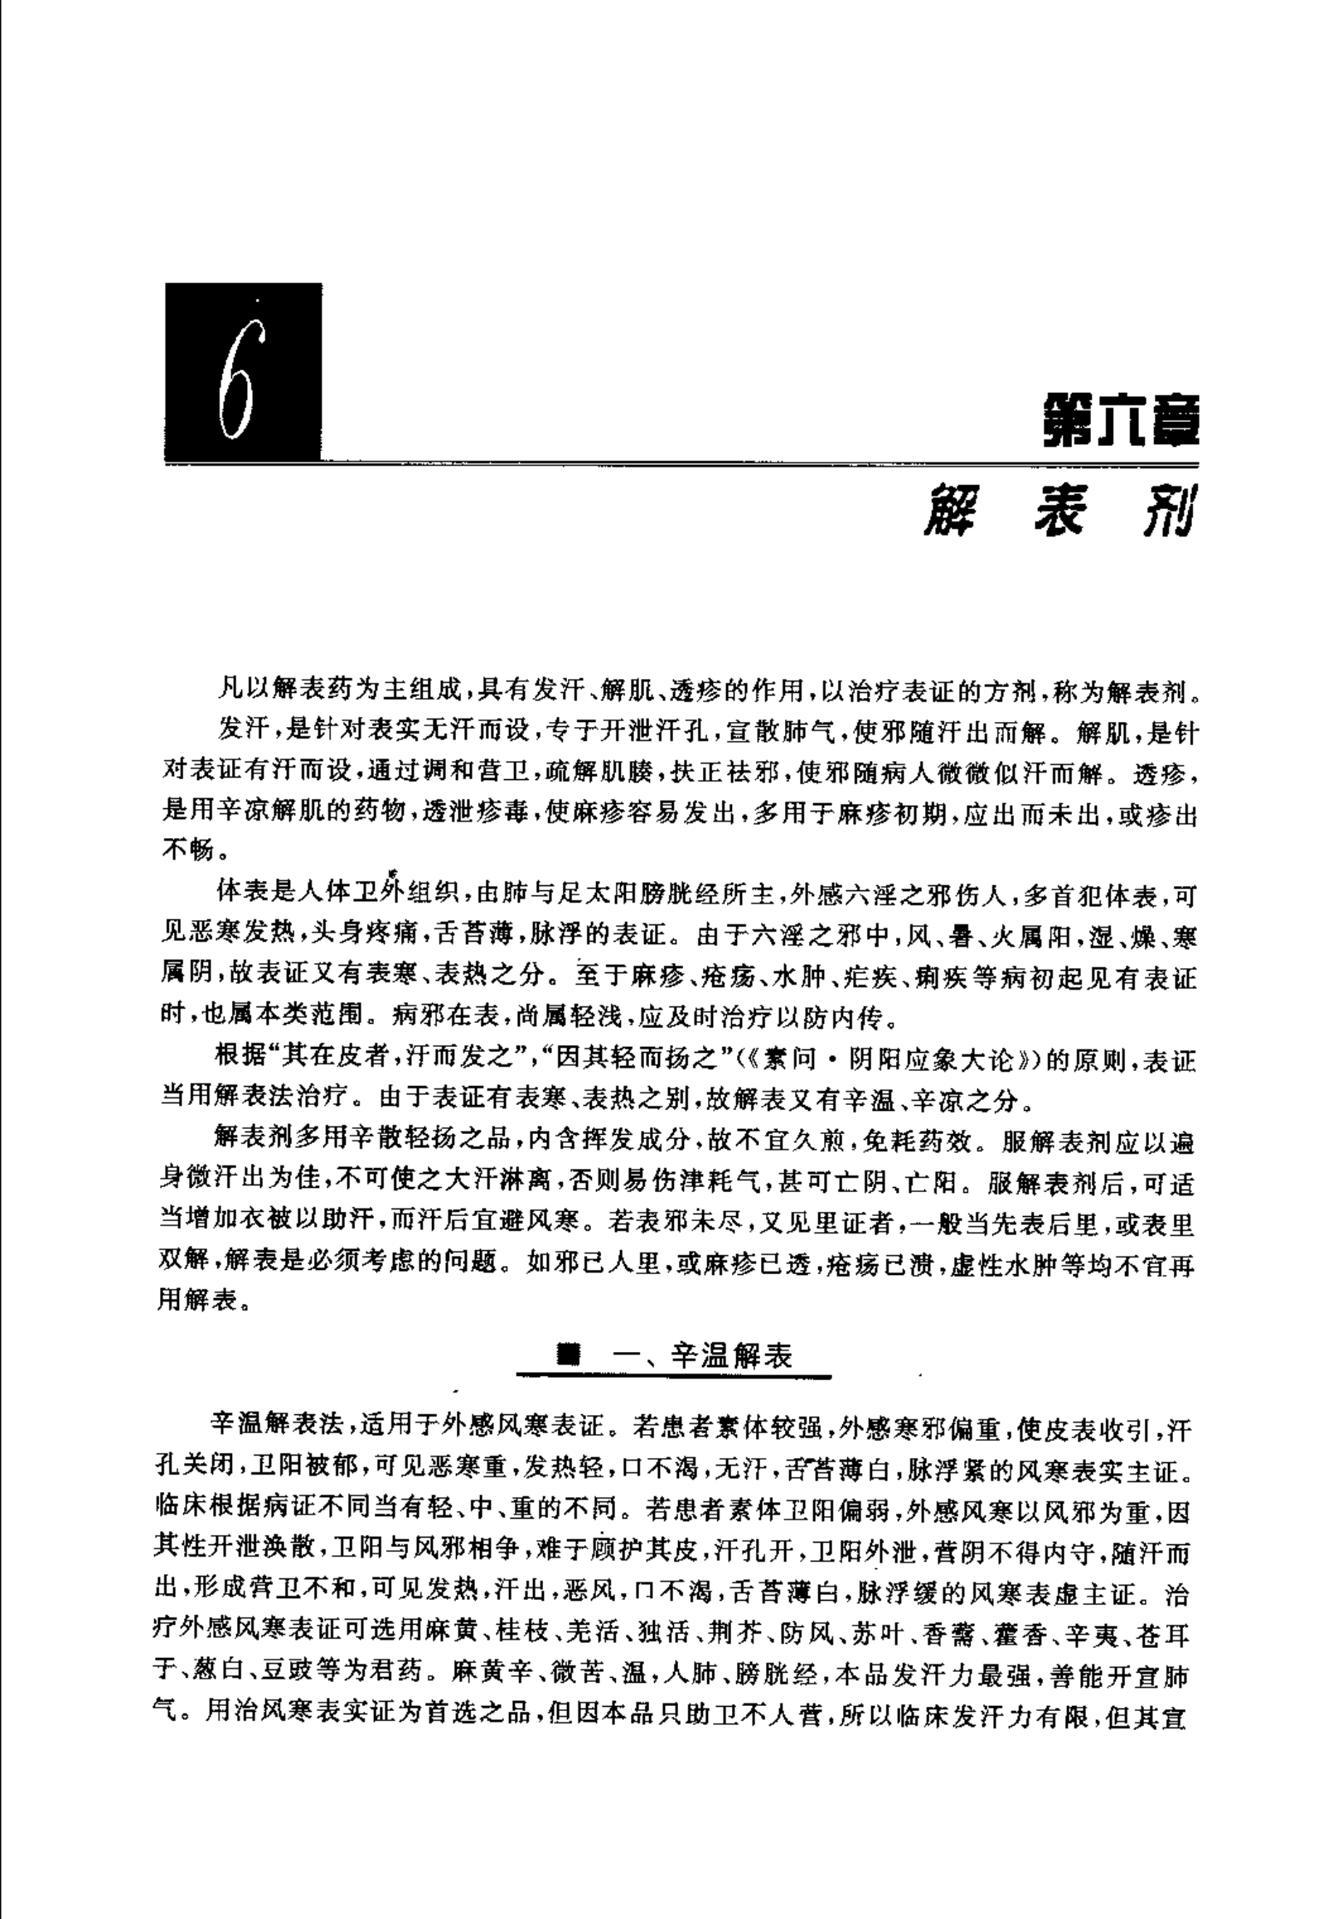 6
第六章
解 表 剂
凡以解表药为主组成,具有发汗、解肌、透疹的作用,以治疗表证的方剂,称为解表剂。
发汗,是针对表实无汗而设,专于开泄汗孔,宣散肺气,使邪随汗出而解。解肌,是针
对表证有汗而设,通过调和营卫,疏解肌腠,扶正祛邪,使邪随病人微微似汗而解。透疹,
是用辛凉解肌的药物,透泄疹毒,使麻疹容易发出,多用于麻疹初期,应出而未出,或疹出
不畅。
体表是人体卫外组织,由肺与足太阳膀胱经所主,外感六淫之邪伤人,多首犯体表,可
见恶寒发热,头身疼痛,舌苔薄,脉浮的表证。由于六淫之邪中,风、暑、火属阳,湿、燥、寒
属阴,故表证又有表寒、表热之分。至于麻疹、疮疡、水肿、疟疾、痢疾等病初起见有表证
时,也属本类范围。病邪在表,尚属轻浅,应及时治疗以防内传。
根据“其在皮者,汗而发之”,“因其轻而扬之”(《素问·阴阳应象大论》)的原则,表证
当用解表法治疗。由于表证有表寒、表热之别,故解表又有辛温、辛凉之分。
解表剂多用辛散轻扬之品,内含挥发成分,故不宜久煎,免耗药效。服解表剂应以遍
身微汗出为佳,不可使之大汗淋离,否则易伤津耗气,甚可亡阴、亡阳。服解表剂后,可适
当增加衣被以助汗,而汗后宜避风寒。若表邪未尽,又见里证者,一般当先表后里,或表里
双解,解表是必须考虑的问题。如邪已人里,或麻疹已透,疮疡已溃,虚性水肿等均不宜再
用解表。
■ 一、辛温解表
辛温解表法,适用于外感风寒表证。若患者素体较强,外感寒邪偏重,使皮表收引,汗
孔关闭,卫阳被郁,可见恶寒重,发热轻,口不渴,无汗,舌苔薄白,脉浮紧的风寒表实主证。
临床根据病证不同当有轻、中、重的不同。若患者素体卫阳偏弱,外感风寒以风邪为重,因
其性开泄涣散,卫阳与风邪相争,难于顾护其皮,汗孔开,卫阳外泄,营阴不得内守,随汗而
出,形成营卫不和,可见发热,汗出,恶风,口不渴,舌苔薄白,脉浮缓的风寒表虚主证。治
疗外感风寒表证可选用麻黄、桂枝、羌活、独活、荆芥、防风、苏叶、香薷、藿香、辛夷、苍耳
于、葱白、豆豉等为君药。麻黄辛、微苦、温,人肺、膀胱经,本品发汗力最强,善能开宣肺
气。用治风寒表实证为首选之品,但因本品只助卫不人营,所以临床发汗力有限,但其宣